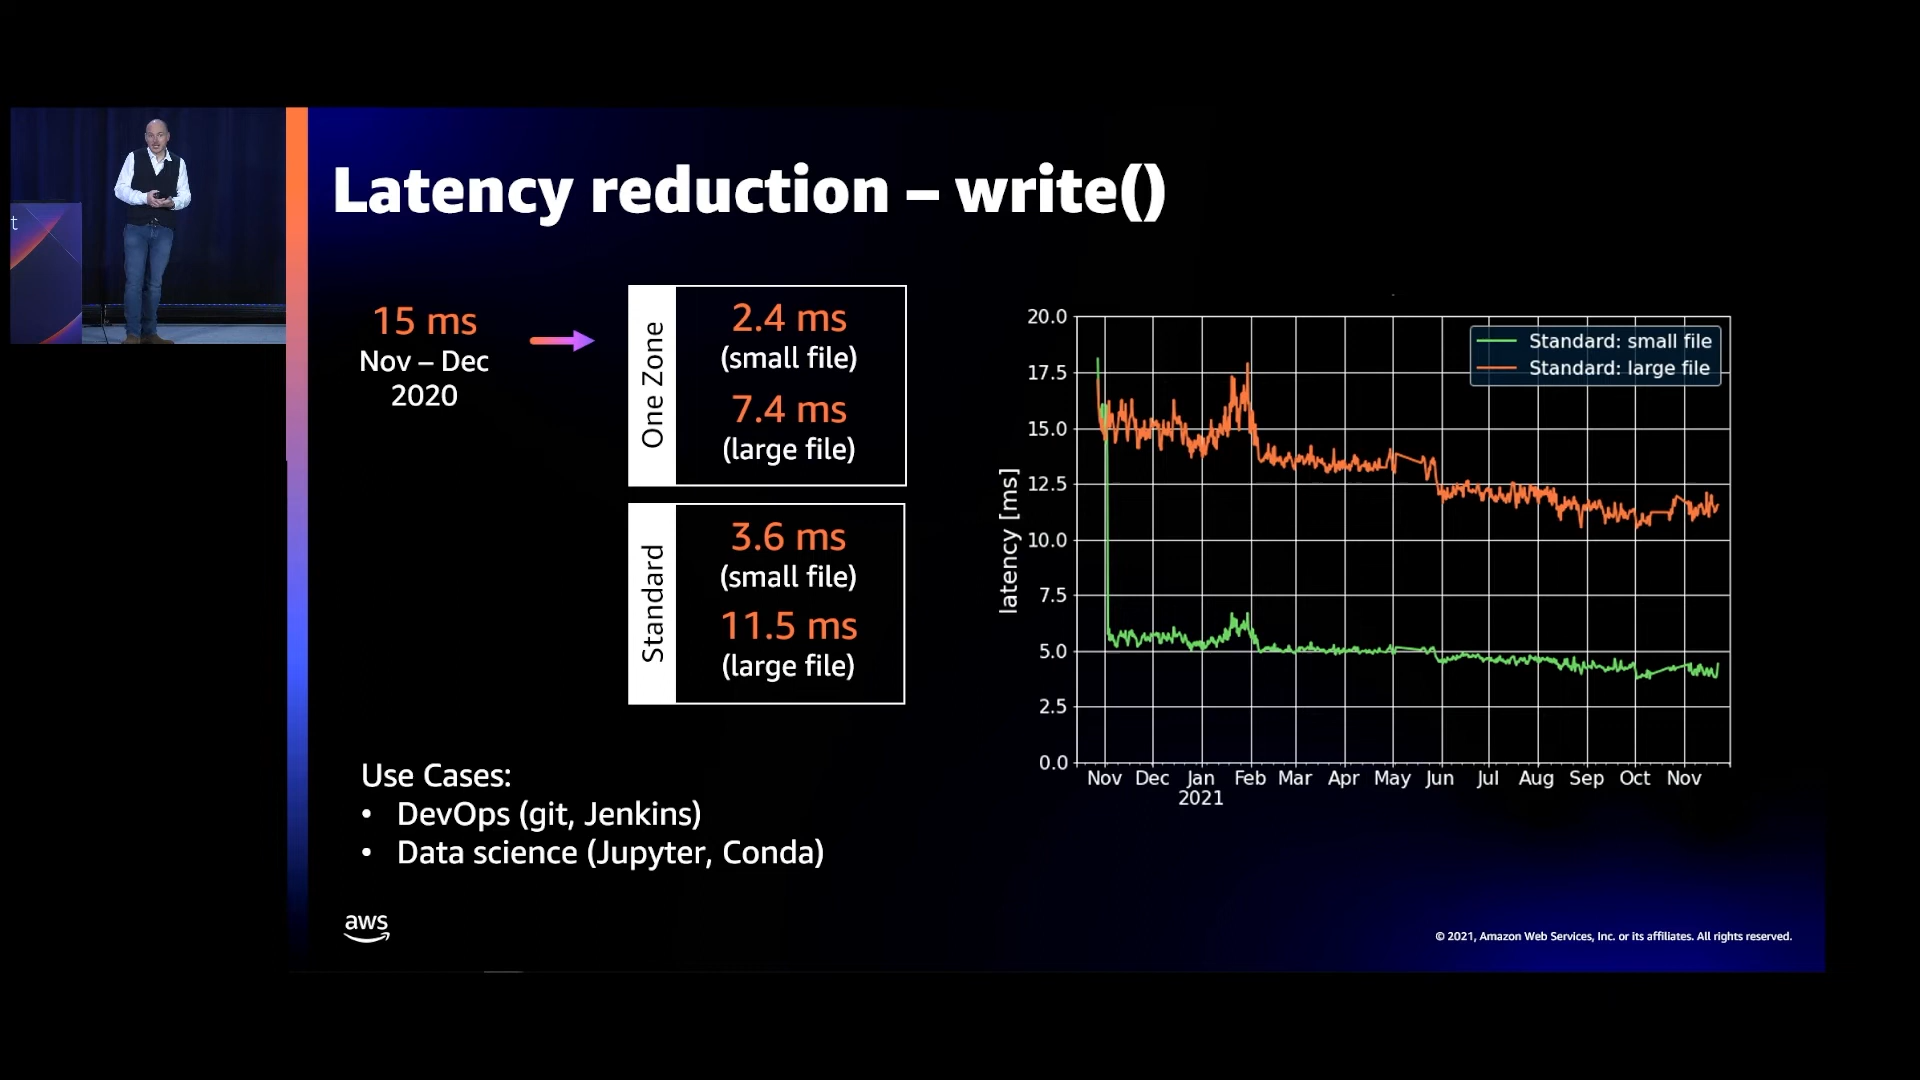 t
Latency reduction – write()
15 ms
Nov – Dec
2020
One Zone
2.4 ms
(small file)
7.4 ms
(large file)
Standard
3.6 ms
(small file)
11.5 ms
(large file)
Use Cases:
• DevOps (git, Jenkins)
• Data science (Jupyter, Conda)
Standard: small file
Standard: large file
latency [ms]
20.0
17.5
15.0
12.5
10.0
7.5
5.0
2.5
0.0
Nov Dec Jan Feb Mar Apr May Jun Jul Aug Sep Oct Nov
2021
aws
© 2021, Amazon Web Services, Inc. or its affiliates. All rights reserved.